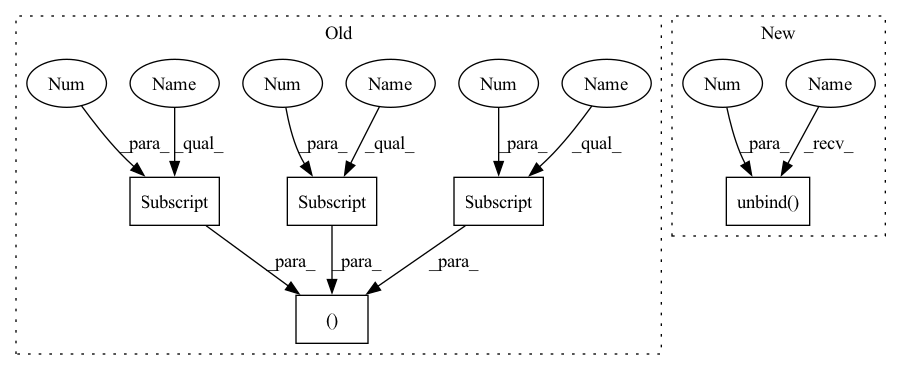 Old
New
Num
Name
Num
Name
Num
Name
Num
Name
_para_
_qual_
_para_
_qual_
_para_
_qual_
_para_
_recv_
Subscript
Subscript
Subscript
unbind()
_para_
_para_
_para_
()